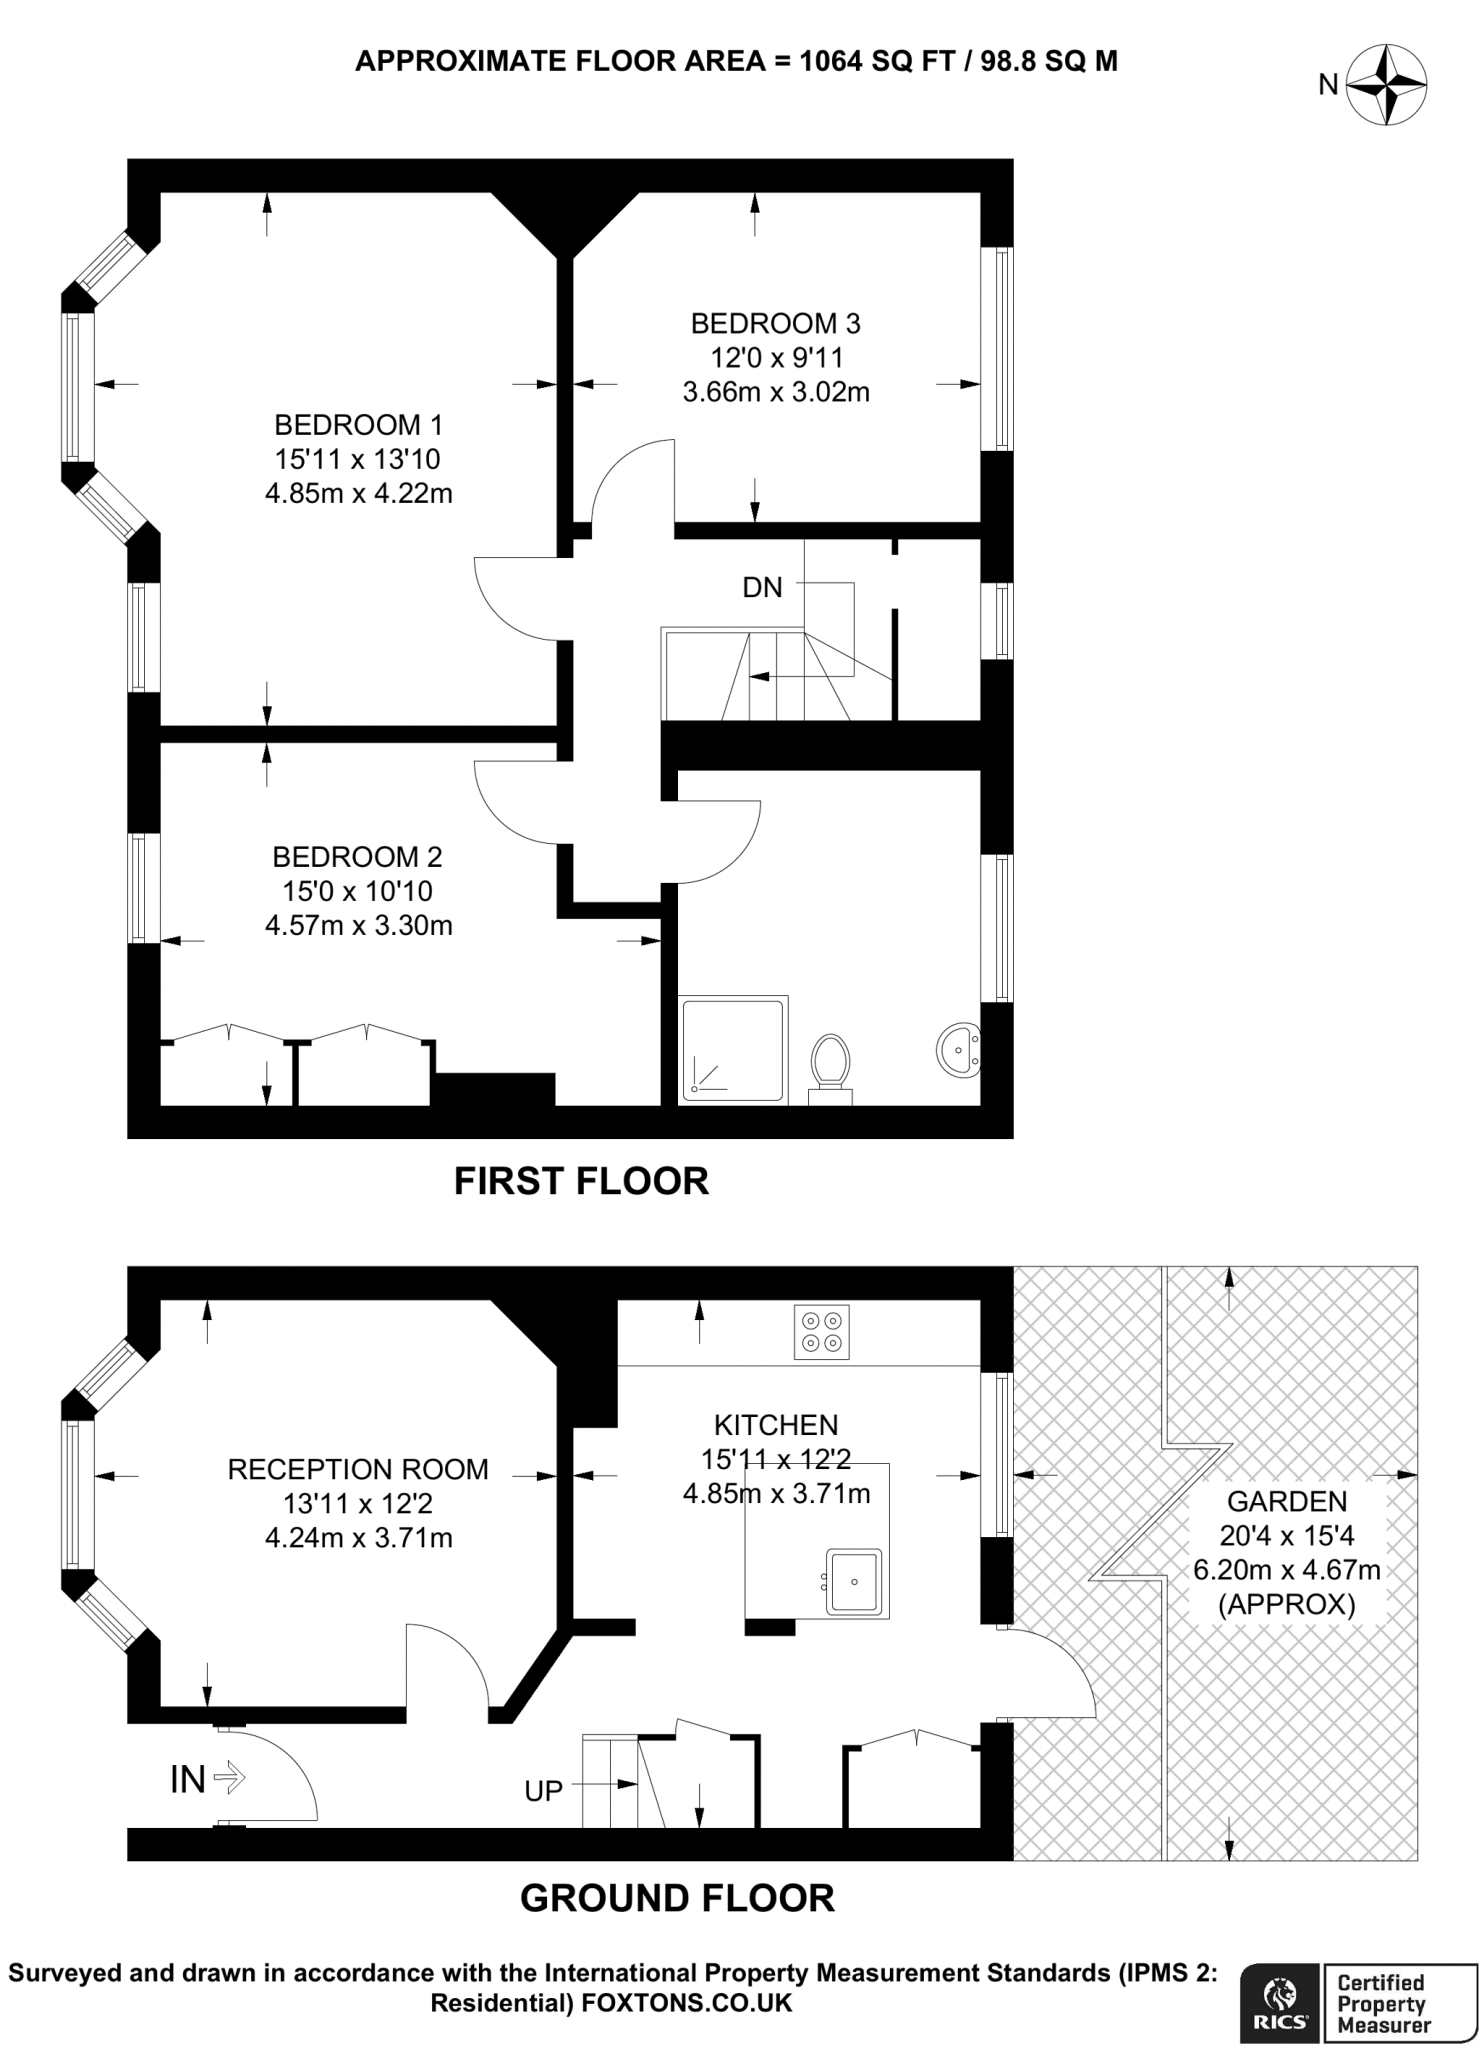 APPROXIMATE FLOOR AREA = 1064 SQ FT / 98.8 SQ M
N
BEDROOM 3
12'0 x 9'11
3.66m x 3.02m
BEDROOM 1
15'11 x 13'10
4.85m x 4.22m
DN
BEDROOM 2
15'0 x 10'10
4.57m x 3.30m
FIRST FLOOR
KITCHEN
15'11 x 12'2
4.85m x 3.71m
RECEPTION ROOM
13'11 x 12'2
4.24m x 3.71m
GARDEN
20'4 x 15'4
6.20m x 4.67m
(APPROX)
IN
UP
GROUND FLOOR
Surveyed and drawn in accordance with the International Property Measurement Standards (IPMS 2:
Residential) FOXTONS.CO.UK
RICS
Certified
Property
Measurer